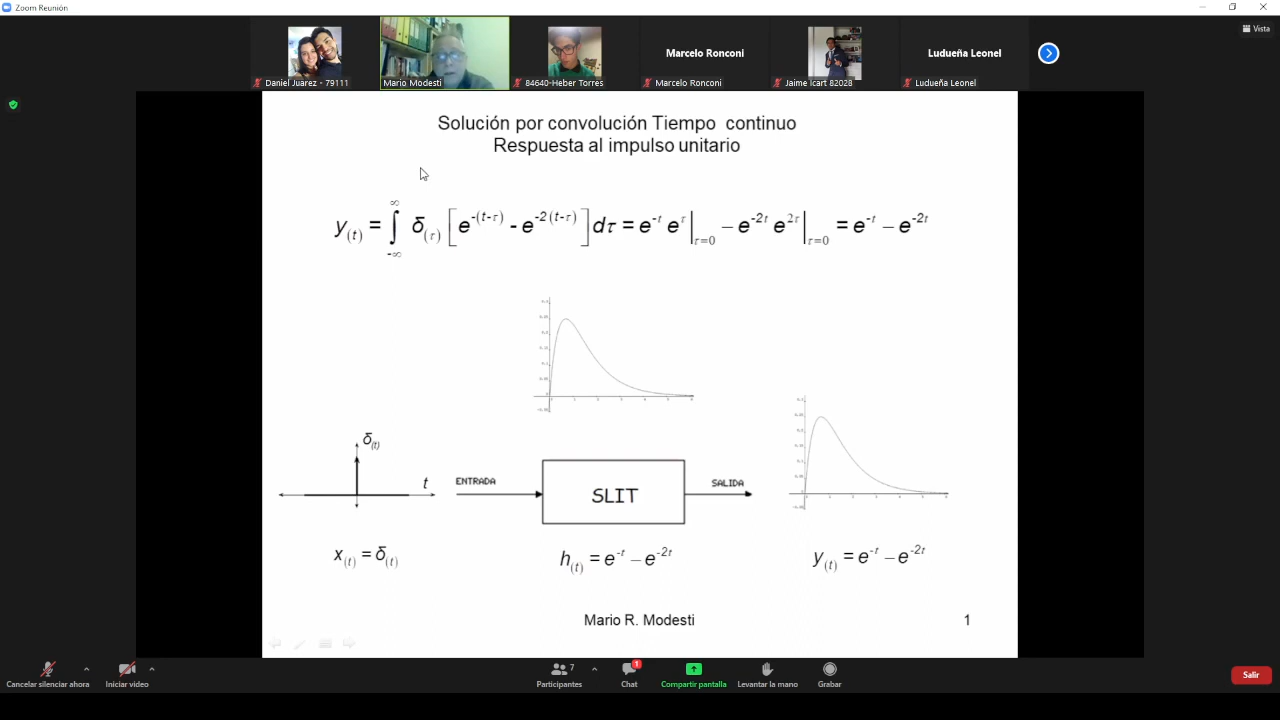 Zoom Reunión
Vista
Marcelo Ronconi
Ludueña Leonel
Daniel Juarez - 79111
Mario Modesti
84640-Heber Torres
Marcelo Ronconi
Jaime Icart 82028
Ludueña Leonel
Solución por convolución Tiempo continuo
Respuesta al impulso unitario
y(t) = ∫_{-∞}^{∞} δ(τ) [e^{-(t-τ)} - e^{-2(t-τ)}] dτ = e^{-t} e^{τ}|_{τ=0} − e^{-2t} e^{2τ}|_{τ=0} = e^{-t} − e^{-2t}
δ(t)
t
ENTRADA
SLIT
SALIDA
x(t) = δ(t)
h(t) = e^{-t} − e^{-2t}
y(t) = e^{-t} − e^{-2t}
Mario R. Modesti
1
7
1
Cancelar silenciar ahora
Iniciar video
Participantes
Chat
Compartir pantalla
Levantar la mano
Grabar
Salir